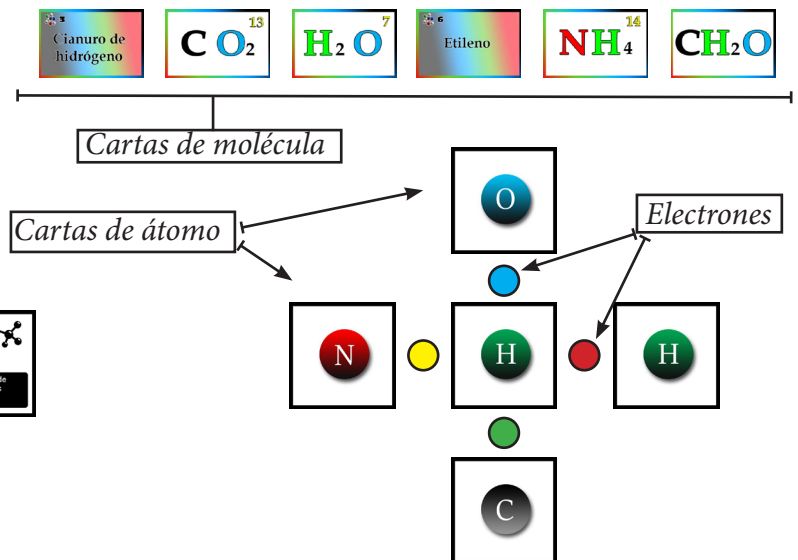 3
Cianuro de
hidrógeno
13
C O2
7
H2 O
6
Etileno
14
NH4
CH2O
Cartas de molécula
Cartas de átomo
Electrones
O
N
H
H
C
de